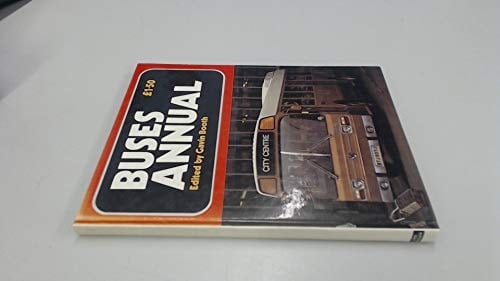 BUSES
ANNUAL
£1·50
Edited by Gavin Booth
CITY CENTRE